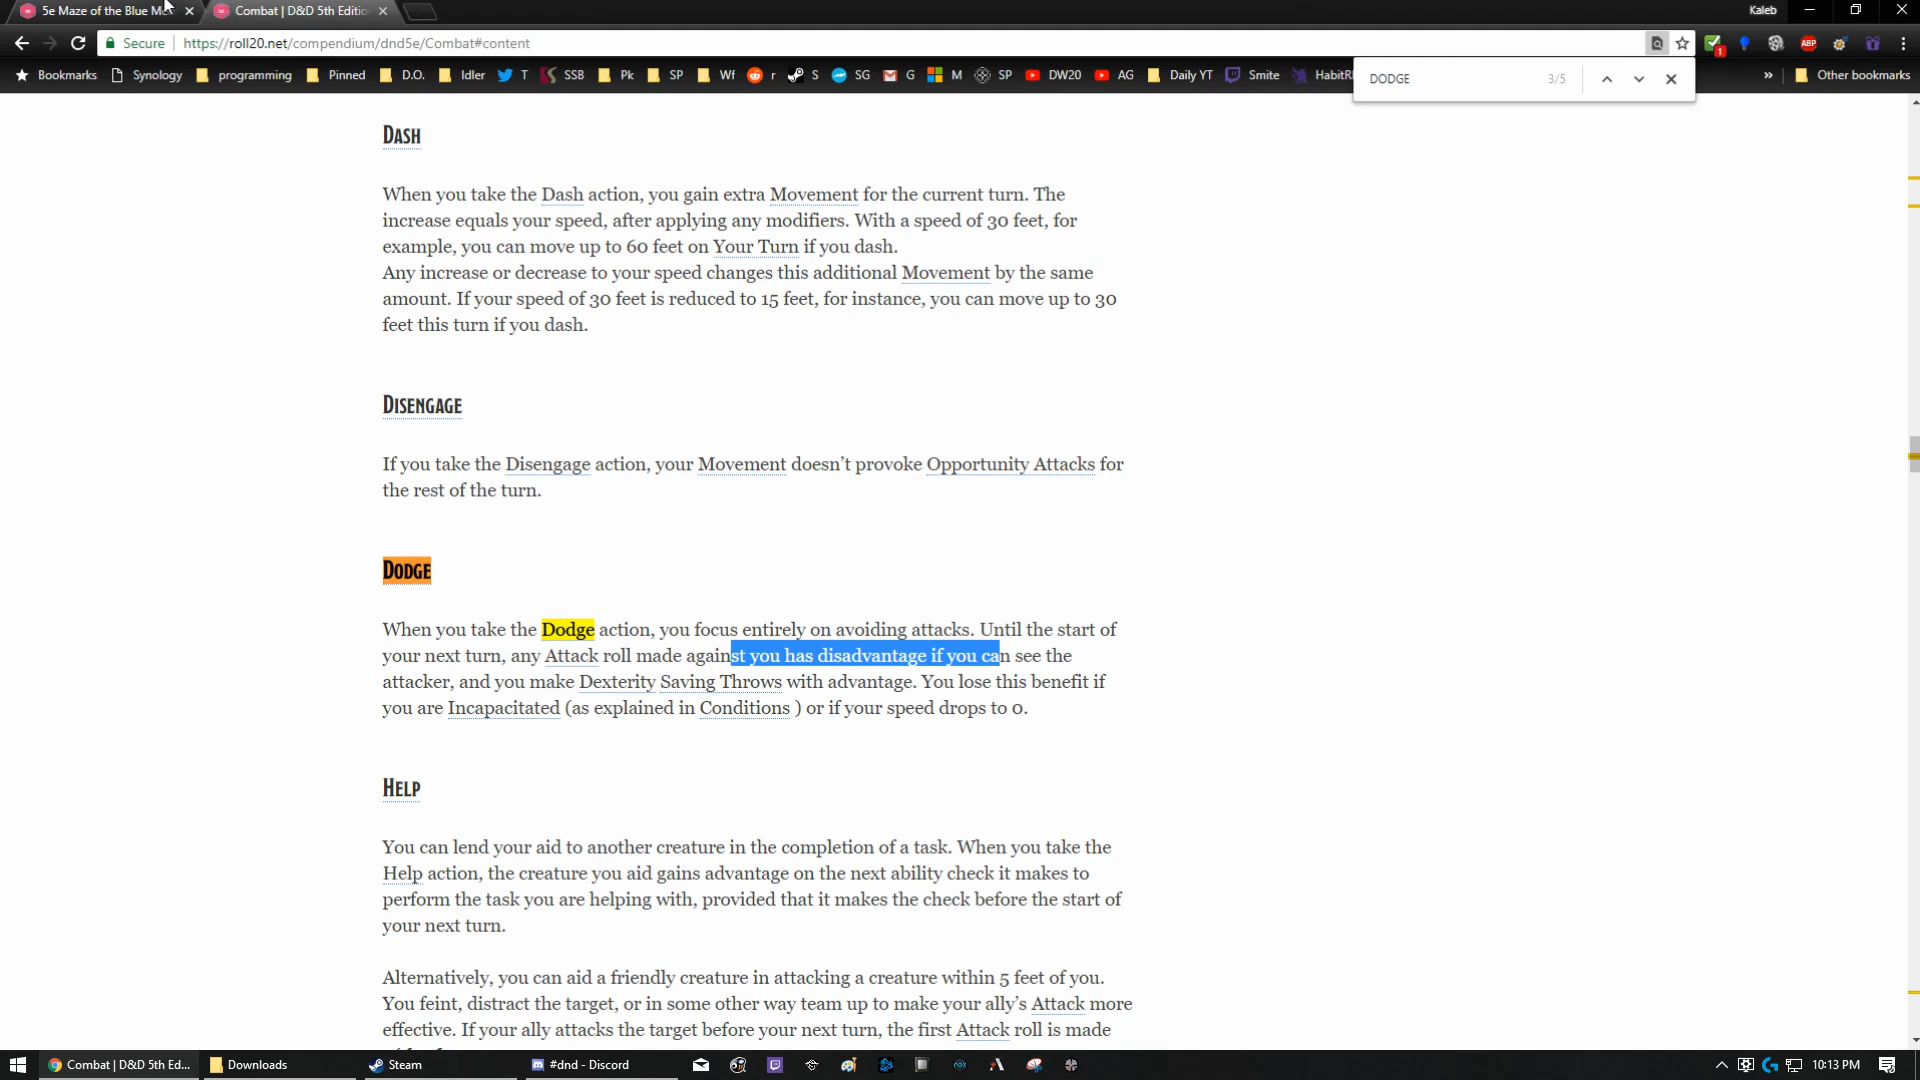 5e Maze of the Blue Me
Combat | D&D 5th Editio
Kaleb
Secure
https://roll20.net/compendium/dnd5e/Combat#content
ABP
1
Bookmarks
Synology
programming
Pinned
D.O.
Idler
T
SSB
Pk
SP
Wf
r
S
SG
G
M
SP
DW20
AG
Daily YT
Smite
HabitRl
»
Other bookmarks
DODGE
3/5
DASH
When you take the Dash action, you gain extra Movement for the current turn. The
increase equals your speed, after applying any modifiers. With a speed of 30 feet, for
example, you can move up to 60 feet on Your Turn if you dash.
Any increase or decrease to your speed changes this additional Movement by the same
amount. If your speed of 30 feet is reduced to 15 feet, for instance, you can move up to 30
feet this turn if you dash.
DISENGAGE
If you take the Disengage action, your Movement doesn’t provoke Opportunity Attacks for
the rest of the turn.
DODGE
When you take the Dodge action, you focus entirely on avoiding attacks. Until the start of
your next turn, any Attack roll made against you has disadvantage if you can see the
attacker, and you make Dexterity Saving Throws with advantage. You lose this benefit if
you are Incapacitated (as explained in Conditions ) or if your speed drops to 0.
HELP
You can lend your aid to another creature in the completion of a task. When you take the
Help action, the creature you aid gains advantage on the next ability check it makes to
perform the task you are helping with, provided that it makes the check before the start of
your next turn.
Alternatively, you can aid a friendly creature in attacking a creature within 5 feet of you.
You feint, distract the target, or in some other way team up to make your ally’s Attack more
effective. If your ally attacks the target before your next turn, the first Attack roll is made
Combat | D&D 5th Ed...
Downloads
Steam
#dnd - Discord
10:13 PM